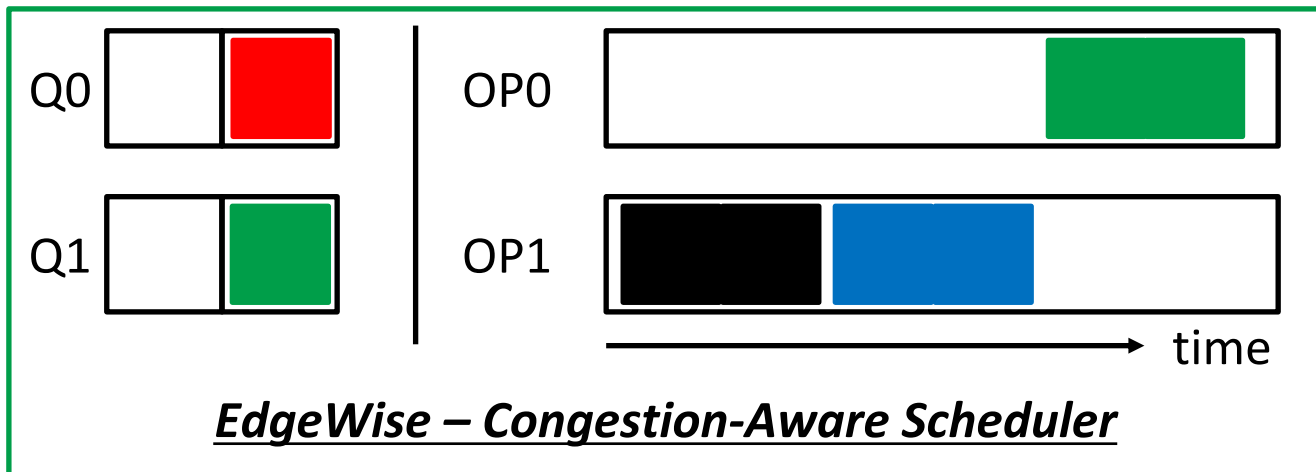 Q0 OP0
Q1 OP1
time
EdgeWise – Congestion-Aware Scheduler